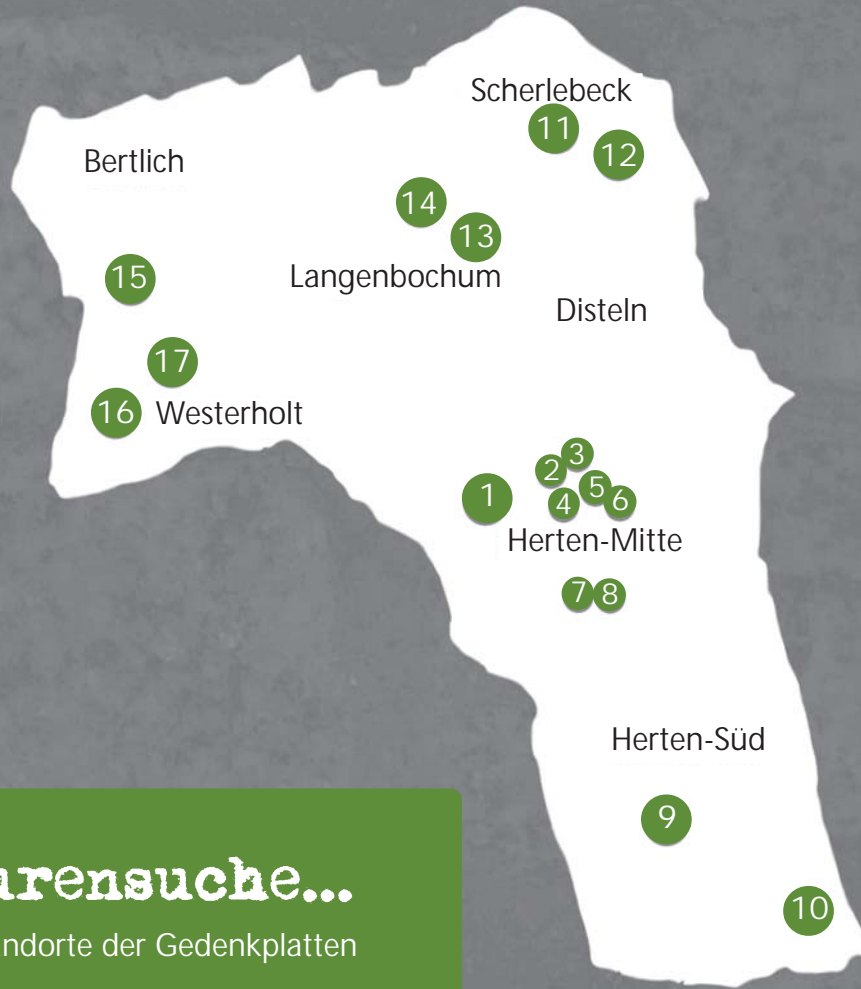 Scherlebeck
11
12
Bertlich
14
13
Langenbochum
15
Disteln
17
16 Westerholt
3
2
5
1
4
6
Herten-Mitte
7 8
Herten-Süd
9
10
urensuche...
ndorte der Gedenkplatten